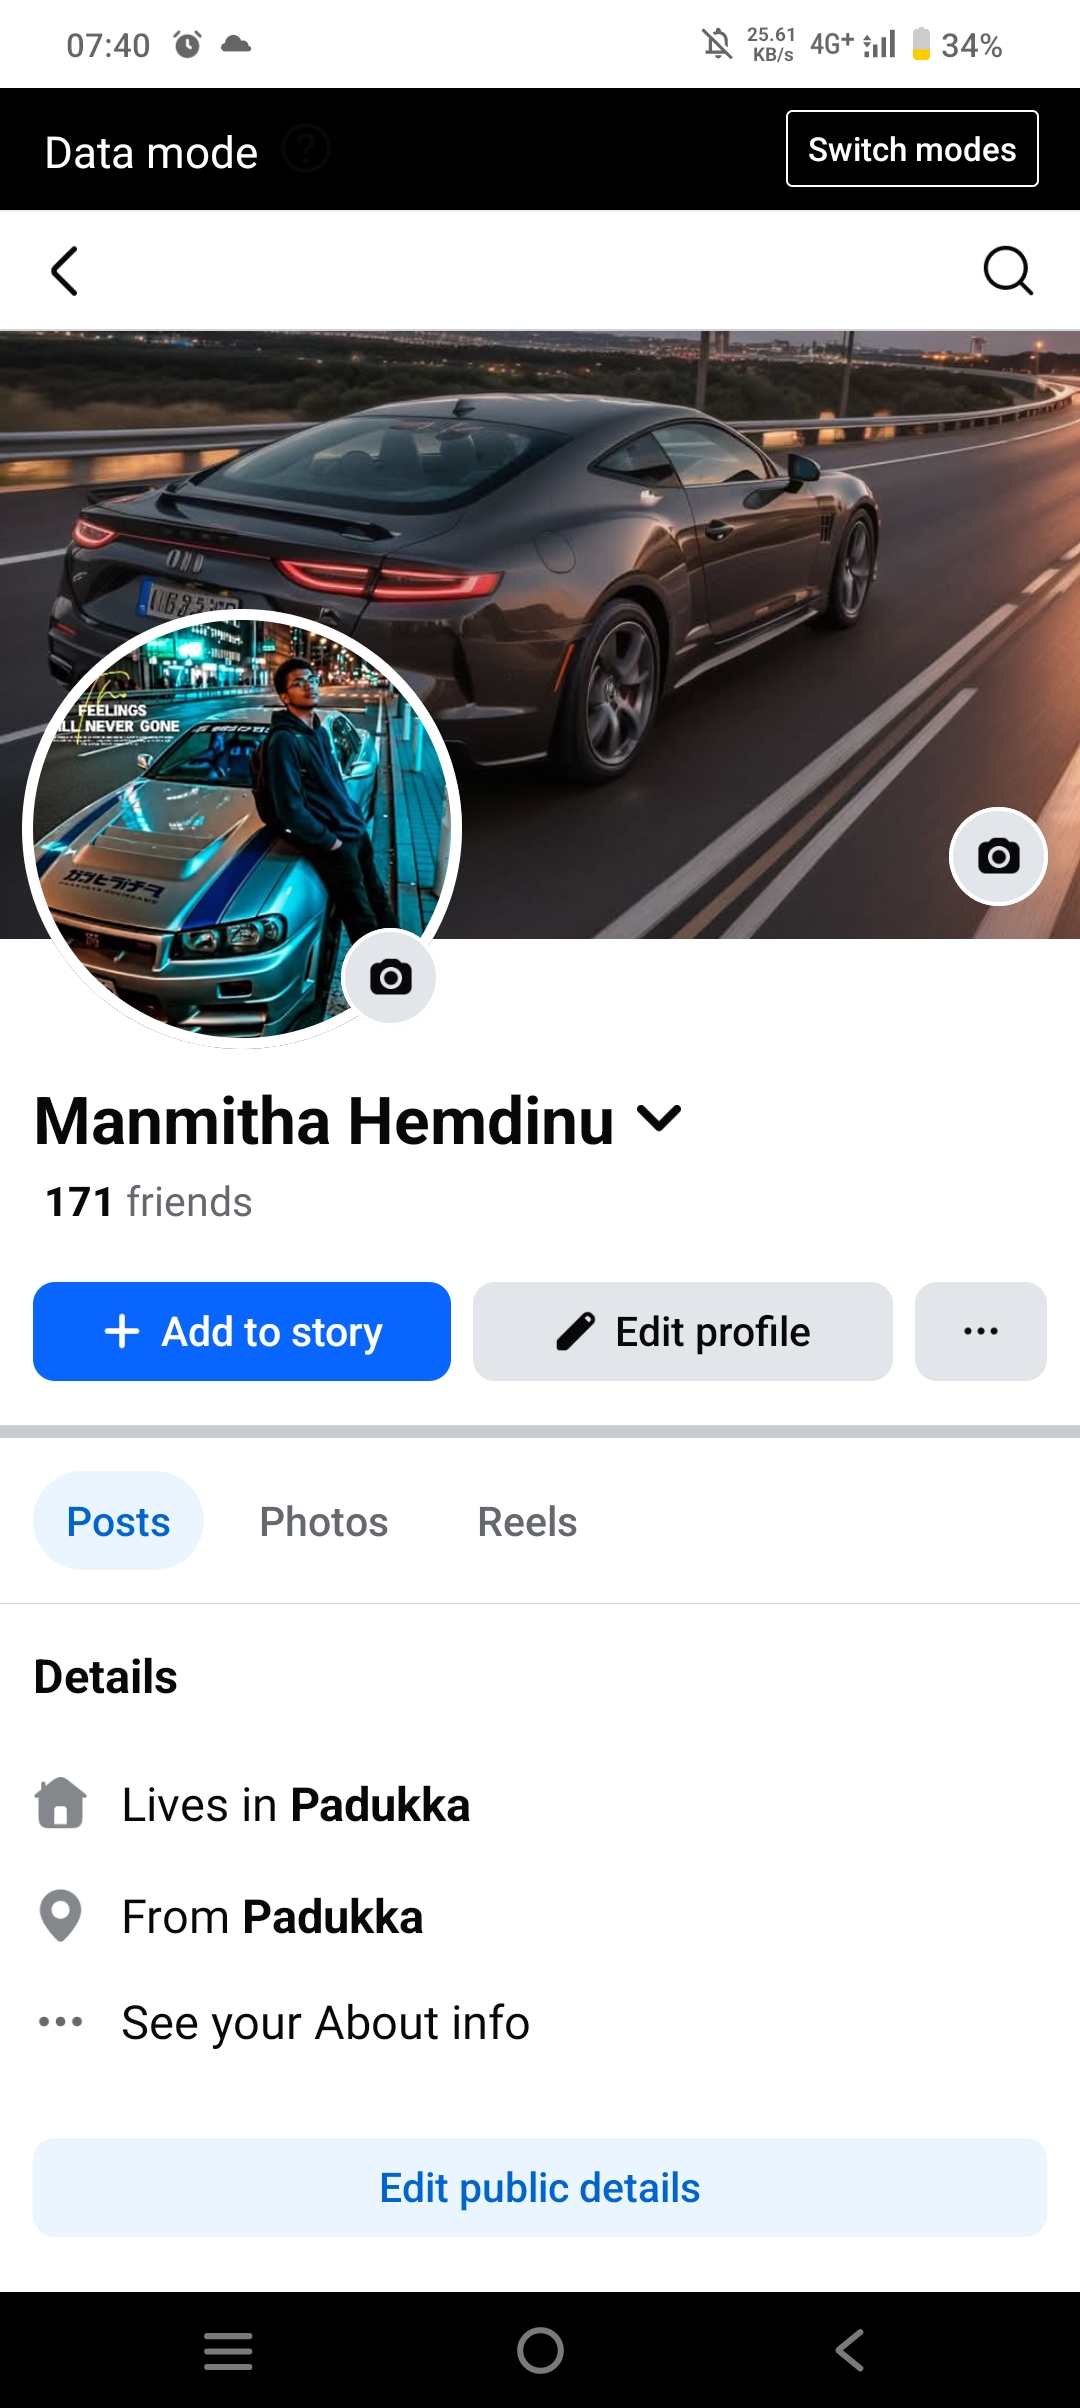 07:40
25.61
KB/s
4G+
34%
Data mode
Switch modes
FEELINGS
LL NEVER GONE
Manmitha Hemdinu
171 friends
+ Add to story
Edit profile
Posts
Photos
Reels
Details
Lives in Padukka
From Padukka
See your About info
Edit public details